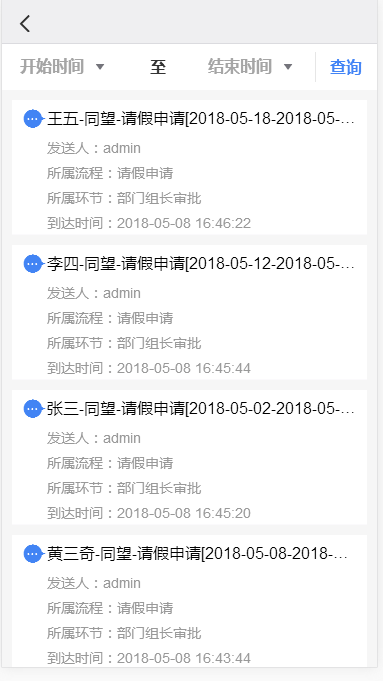 开始时间 至 结束时间 查询
王五-同望-请假申请[2018-05-18-2018-05-...
发送人：admin
所属流程：请假申请
所属环节：部门组长审批
到达时间：2018-05-08 16:46:22
李四-同望-请假申请[2018-05-12-2018-05-...
发送人：admin
所属流程：请假申请
所属环节：部门组长审批
到达时间：2018-05-08 16:45:44
张三-同望-请假申请[2018-05-02-2018-05-...
发送人：admin
所属流程：请假申请
所属环节：部门组长审批
到达时间：2018-05-08 16:45:20
黄三奇-同望-请假申请[2018-05-08-2018-...
发送人：admin
所属流程：请假申请
所属环节：部门组长审批
到达时间：2018-05-08 16:43:44